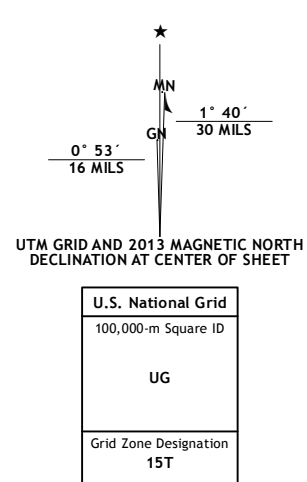 ★
MN
1° 40´
30 MILS
GN
0° 53´
16 MILS
UTM GRID AND 2013 MAGNETIC NORTH
DECLINATION AT CENTER OF SHEET
U.S. National Grid
100,000-m Square ID
UG
Grid Zone Designation
15T